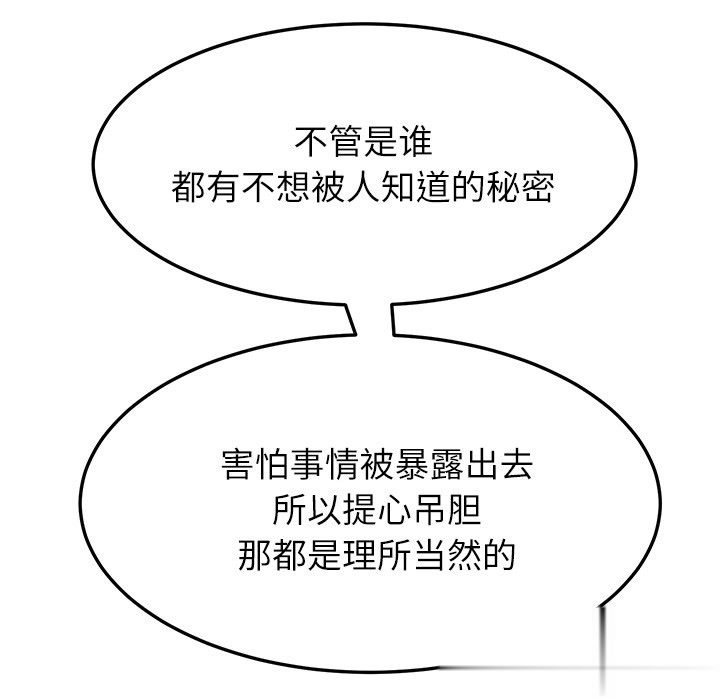 不管是谁
都有不想被人知道的秘密
害怕事情被暴露出去
所以提心吊胆
那都是理所当然的